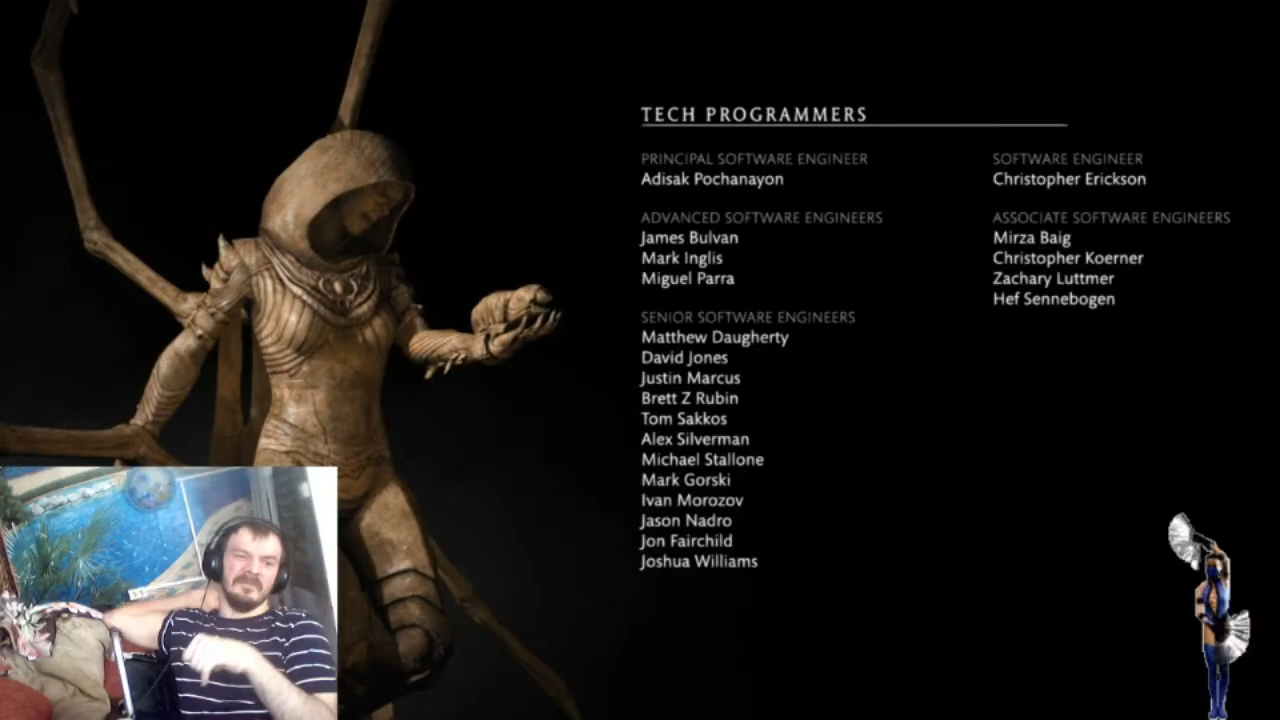 TECH PROGRAMMERS
PRINCIPAL SOFTWARE ENGINEER
Adisak Pochanayon
ADVANCED SOFTWARE ENGINEERS
James Bulvan
Mark Inglis
Miguel Parra
SENIOR SOFTWARE ENGINEERS
Matthew Daugherty
David Jones
Justin Marcus
Brett Z Rubin
Tom Sakkos
Alex Silverman
Michael Stallone
Mark Gorski
Ivan Morozov
Jason Nadro
Jon Fairchild
Joshua Williams
SOFTWARE ENGINEER
Christopher Erickson
ASSOCIATE SOFTWARE ENGINEERS
Mirza Baig
Christopher Koerner
Zachary Luttmer
Hef Sennebogen